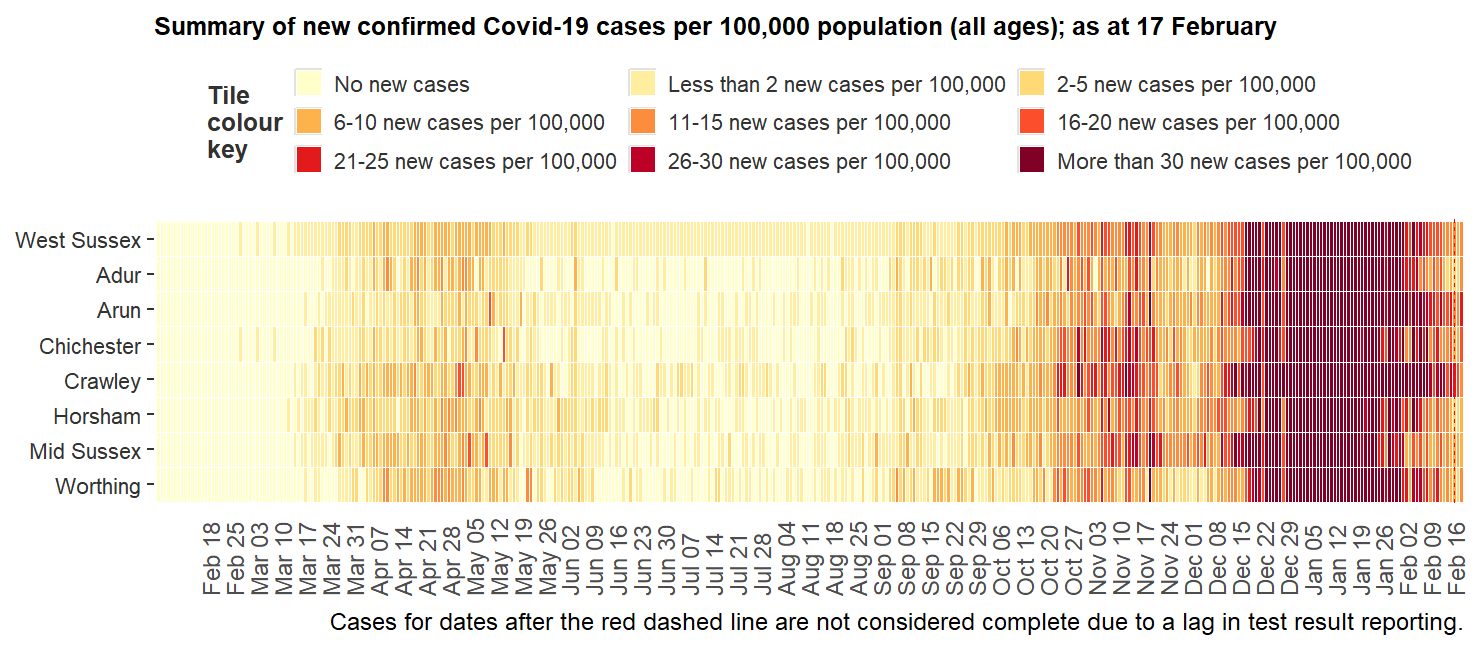 Summary of new confirmed Covid-19 cases per 100,000 population (all ages); as at 17 February
Tile
colour
key
No new cases
Less than 2 new cases per 100,000
2-5 new cases per 100,000
6-10 new cases per 100,000
11-15 new cases per 100,000
16-20 new cases per 100,000
21-25 new cases per 100,000
26-30 new cases per 100,000
More than 30 new cases per 100,000
West Sussex
Adur
Arun
Chichester
Crawley
Horsham
Mid Sussex
Worthing
Feb 18
Feb 25
Mar 03
Mar 10
Mar 17
Mar 24
Mar 31
Apr 07
Apr 14
Apr 21
Apr 28
May 05
May 12
May 19
May 26
Jun 02
Jun 09
Jun 16
Jun 23
Jun 30
Jul 07
Jul 14
Jul 21
Jul 28
Aug 04
Aug 11
Aug 18
Aug 25
Sep 01
Sep 08
Sep 15
Sep 22
Sep 29
Oct 06
Oct 13
Oct 20
Oct 27
Nov 03
Nov 10
Nov 17
Nov 24
Dec 01
Dec 08
Dec 15
Dec 22
Dec 29
Jan 05
Jan 12
Jan 19
Jan 26
Feb 02
Feb 09
Feb 16
Cases for dates after the red dashed line are not considered complete due to a lag in test result reporting.